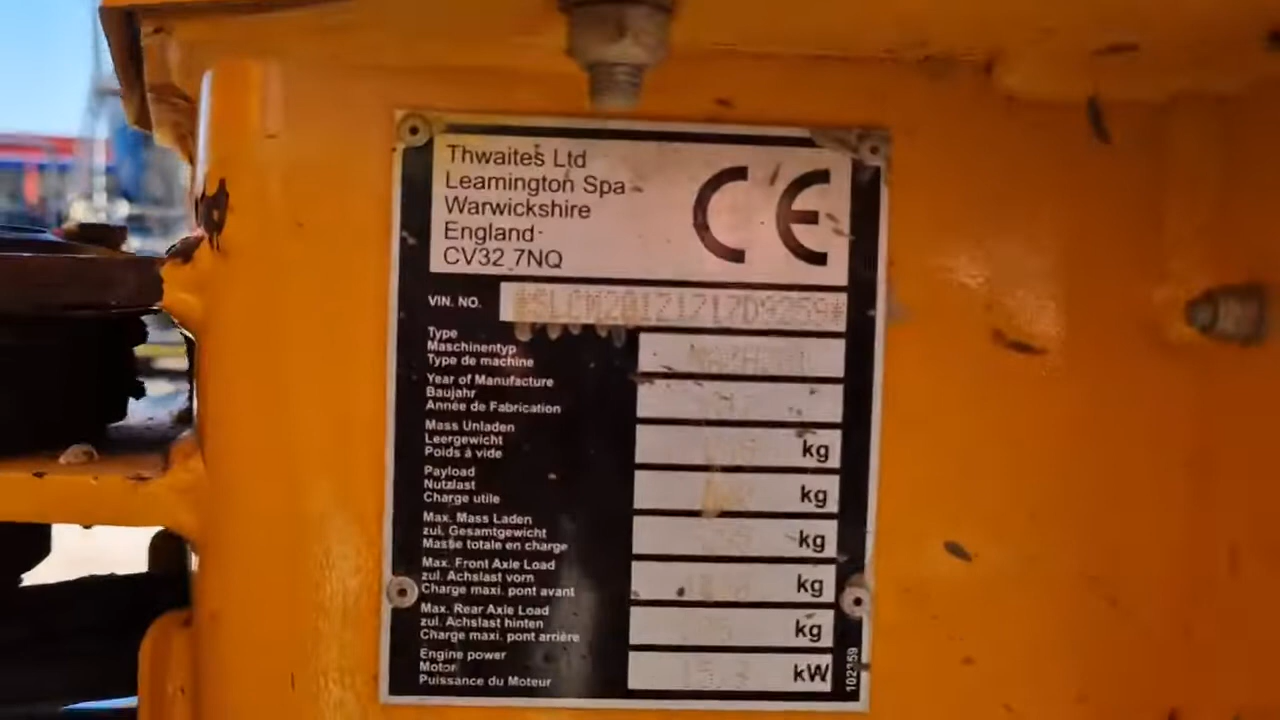 Thwaites Ltd
Leamington Spa
Warwickshire
England
CV32 7NQ
CE
VIN. NO.
Type
Maschinentyp
Type de machine
Year of Manufacture
Baujahr
Année de Fabrication
Mass Unladen
Leergewicht
Poids à vide
kg
Payload
Nutzlast
Charge utile
kg
Max. Mass Laden
zul. Gesamtgewicht
Masse totale en charge
kg
Max. Front Axle Load
zul. Achslast vorn
Charge maxi. pont avant
kg
Max. Rear Axle Load
zul. Achslast hinten
Charge maxi. pont arrière
kg
Engine power
Motor
Puissance du Moteur
kW
102159